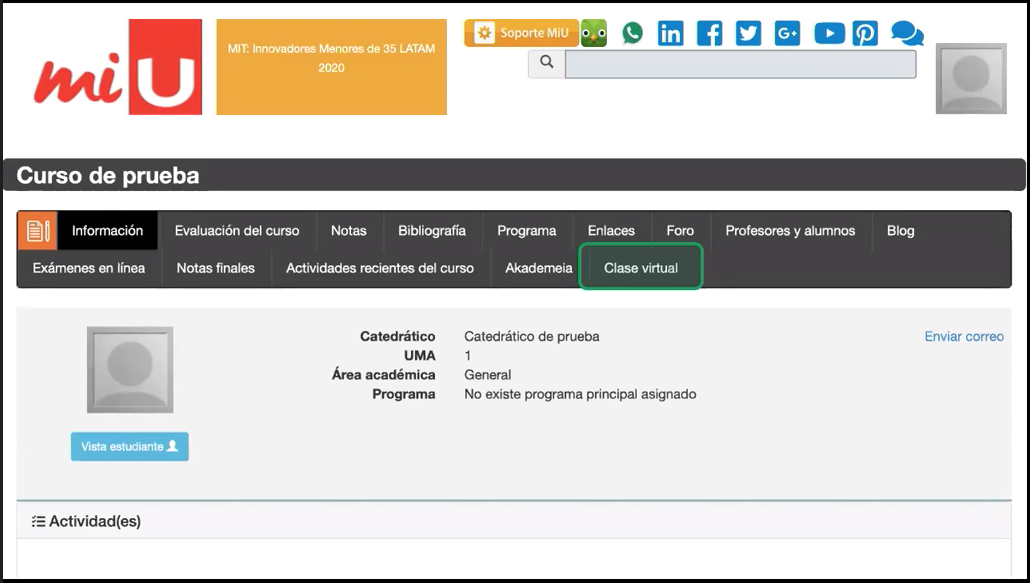 miU
MIT: Innovadores Menores de 35 LATAM
2020
Soporte MiU
Curso de prueba
Información Evaluación del curso Notas Bibliografía Programa Enlaces Foro Profesores y alumnos Blog
Exámenes en línea Notas finales Actividades recientes del curso Akademeia Clase virtual
Catedrático Catedrático de prueba Enviar correo
UMA 1
Área académica General
Programa No existe programa principal asignado
Vista estudiante
Actividad(es)